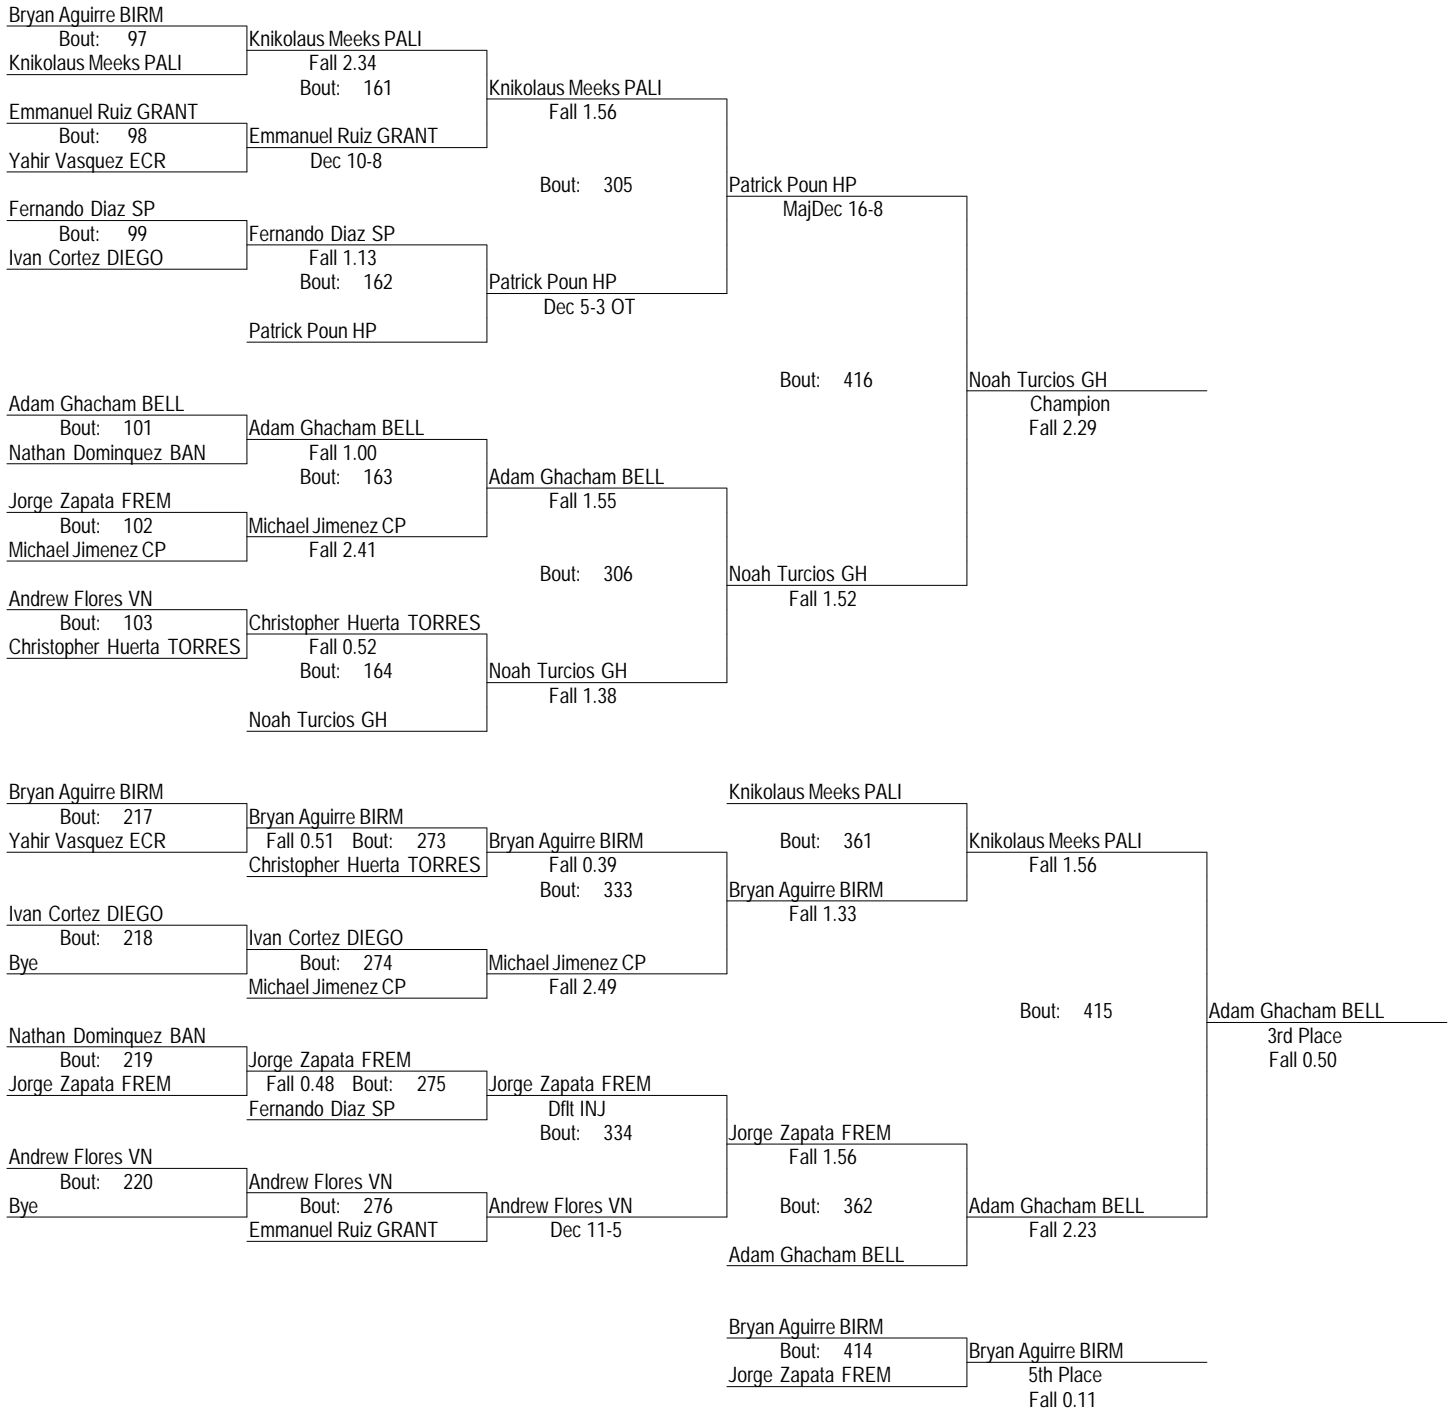 Bryan Aguirre BIRM
Bout: 97
Knikolaus Meeks PALI
Knikolaus Meeks PALI
Fall 2.34
Bout: 161
Emmanuel Ruiz GRANT
Bout: 98
Yahir Vasquez ECR
Emmanuel Ruiz GRANT
Dec 10-8
Knikolaus Meeks PALI
Fall 1.56
Bout: 305
Fernando Diaz SP
Bout: 99
Ivan Cortez DIEGO
Fernando Diaz SP
Fall 1.13
Bout: 162
Patrick Poun HP
Patrick Poun HP
Dec 5-3 OT
Patrick Poun HP
MajDec 16-8
Bout: 416
Noah Turcios GH
Champion
Fall 2.29
Adam Ghacham BELL
Bout: 101
Nathan Dominquez BAN
Adam Ghacham BELL
Fall 1.00
Bout: 163
Jorge Zapata FREM
Bout: 102
Michael Jimenez CP
Michael Jimenez CP
Fall 2.41
Adam Ghacham BELL
Fall 1.55
Bout: 306
Andrew Flores VN
Bout: 103
Christopher Huerta TORRES
Christopher Huerta TORRES
Fall 0.52
Bout: 164
Noah Turcios GH
Noah Turcios GH
Fall 1.38
Noah Turcios GH
Fall 1.52
Bryan Aguirre BIRM
Bout: 217
Yahir Vasquez ECR
Bryan Aguirre BIRM
Fall 0.51 Bout: 273
Christopher Huerta TORRES
Bryan Aguirre BIRM
Fall 0.39
Bout: 333
Ivan Cortez DIEGO
Bout: 218
Bye
Ivan Cortez DIEGO
Bout: 274
Michael Jimenez CP
Michael Jimenez CP
Fall 2.49
Knikolaus Meeks PALI
Bout: 361
Bryan Aguirre BIRM
Fall 1.33
Knikolaus Meeks PALI
Fall 1.56
Bout: 415
Adam Ghacham BELL
3rd Place
Fall 0.50
Nathan Dominquez BAN
Bout: 219
Jorge Zapata FREM
Jorge Zapata FREM
Fall 0.48 Bout: 275
Fernando Diaz SP
Jorge Zapata FREM
Dflt INJ
Bout: 334
Andrew Flores VN
Bout: 220
Bye
Andrew Flores VN
Bout: 276
Emmanuel Ruiz GRANT
Andrew Flores VN
Dec 11-5
Jorge Zapata FREM
Fall 1.56
Bout: 362
Adam Ghacham BELL
Adam Ghacham BELL
Fall 2.23
Bryan Aguirre BIRM
Bout: 414
Jorge Zapata FREM
Bryan Aguirre BIRM
5th Place
Fall 0.11